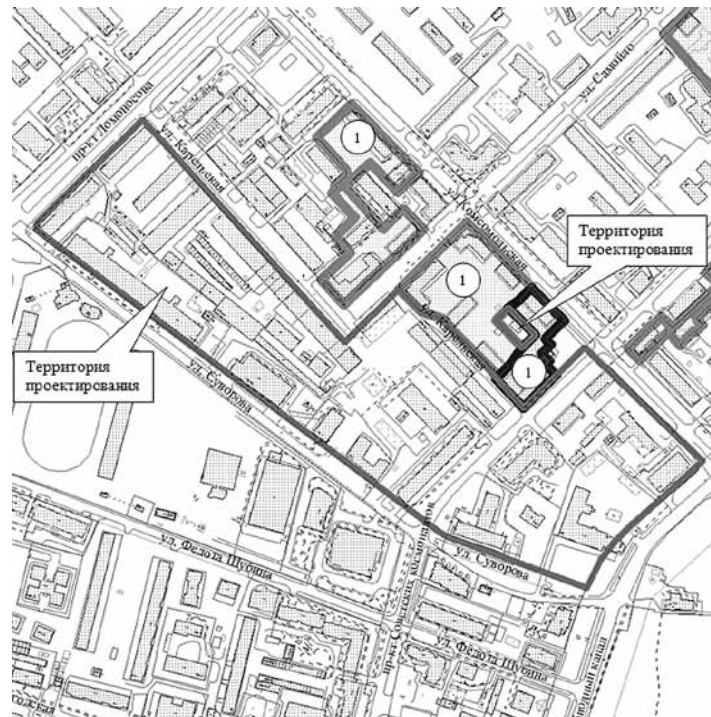 пр-кт Ломоносова
ул. Карельская
1
ул. Самойло
ул. Комсомольская
Территория
проектирования
1
ул. Карельская
1
Территория
проектирования
ул. Суворова
ул. Федота Шубина
ул. Суворова
ул. Федота Шубина